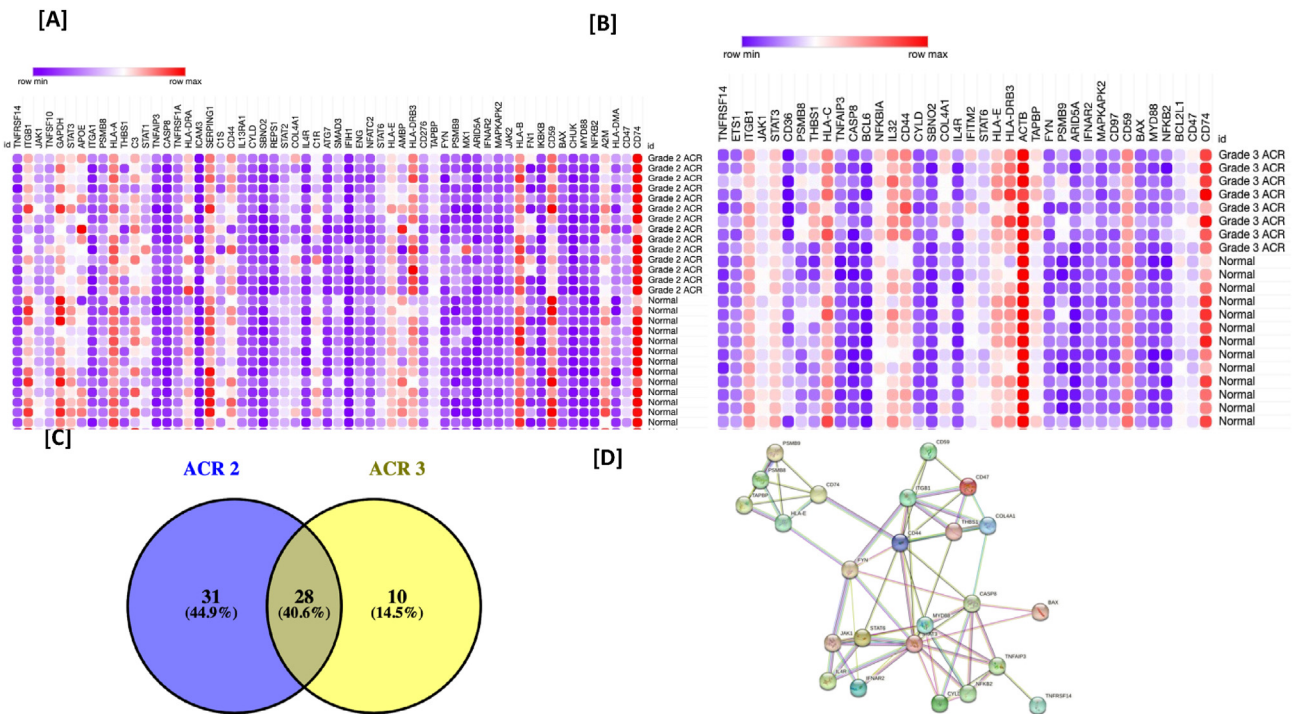 [A]
row min row max
id
TNFRSF14
ITGB1
JAK1
TNFSF10
GAPDH
STAT3
APOE
ITGA1
PSMB8
HLA-A
THBS1
C3
STAT1
TNFAIP3
CASP8
TNFRSF1A
HLA-DRA
CAM3
SERPING1
C1S
CD44
IL13RA1
CYLD
SBNO2
REPS1
STAT2
COL4A1
IL4R
C1R
ATG7
SMAD3
IFIH1
ENG
NFATC2
STAT6
HLA-E
AMBP
HLA-DRB3
CD276
TAPBP
FYN
PSMB9
MX1
ARID5A
IFNAR2
MAPKAPK2
JAK2
HLA-B
FN1
IKBKB
CD59
BAX
CHUK
MYD88
NFKB2
A2M
HLA-DMA
CD47
CD74
id
Grade 2 ACR
Grade 2 ACR
Grade 2 ACR
Grade 2 ACR
Grade 2 ACR
Grade 2 ACR
Grade 2 ACR
Grade 2 ACR
Grade 2 ACR
Grade 2 ACR
Grade 2 ACR
Grade 2 ACR
Grade 2 ACR
Grade 2 ACR
Normal
Normal
Normal
Normal
Normal
Normal
Normal
Normal
Normal
Normal
Normal
Normal
[B]
row min row max
TNFRSF14
ETS1
ITGB1
JAK1
STAT3
CD36
PSMB8
THBS1
HLA-C
TNFAIP3
CASP8
BCL6
NFKBIA
IL32
CD44
CYLD
SBNO2
COL4A1
IL4R
IFITM2
STAT6
HLA-E
HLA-DRB3
ACTB
TAPBP
FYN
PSMB9
ARID5A
IFNAR2
MAPKAPK2
CD97
CD59
BAX
MYD88
NFKB2
BCL2L1
CD47
CD74
id
Grade 3 ACR
Grade 3 ACR
Grade 3 ACR
Grade 3 ACR
Grade 3 ACR
Grade 3 ACR
Grade 3 ACR
Grade 3 ACR
Normal
Normal
Normal
Normal
Normal
Normal
Normal
Normal
Normal
Normal
Normal
Normal
Normal
[C]
ACR 2 ACR 3
31 28 10
(44.9%) (40.6%) (14.5%)
[D]
PSMB9
CD59
PSMB8
CD47
CD74
ITGB1
TAPBP
HLA-E
THBS1
COL4A1
CD44
FYN
CASP8
BAX
MYD88
JAK1
STAT6
STAT3
TNFAIP3
IL4R
IFNAR2
NFKB2
CYLD
TNFRSF14